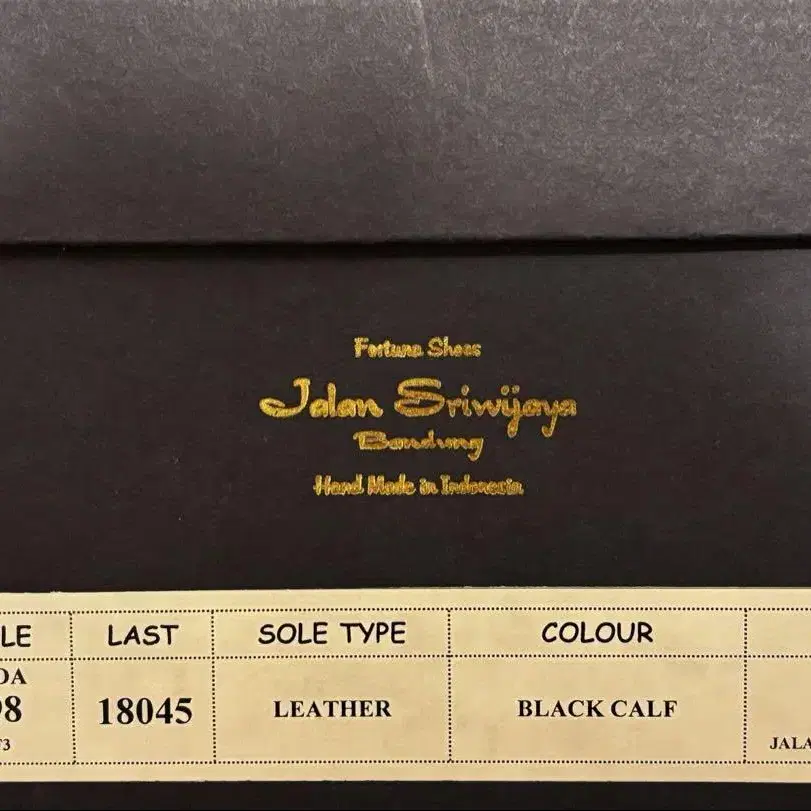 Fortuna Shoes
Jalan Sriwijaya
Bandung
Hand Made in Indonesia
LE LAST SOLE TYPE COLOUR
DA
98 18045 LEATHER BLACK CALF
73 JALA